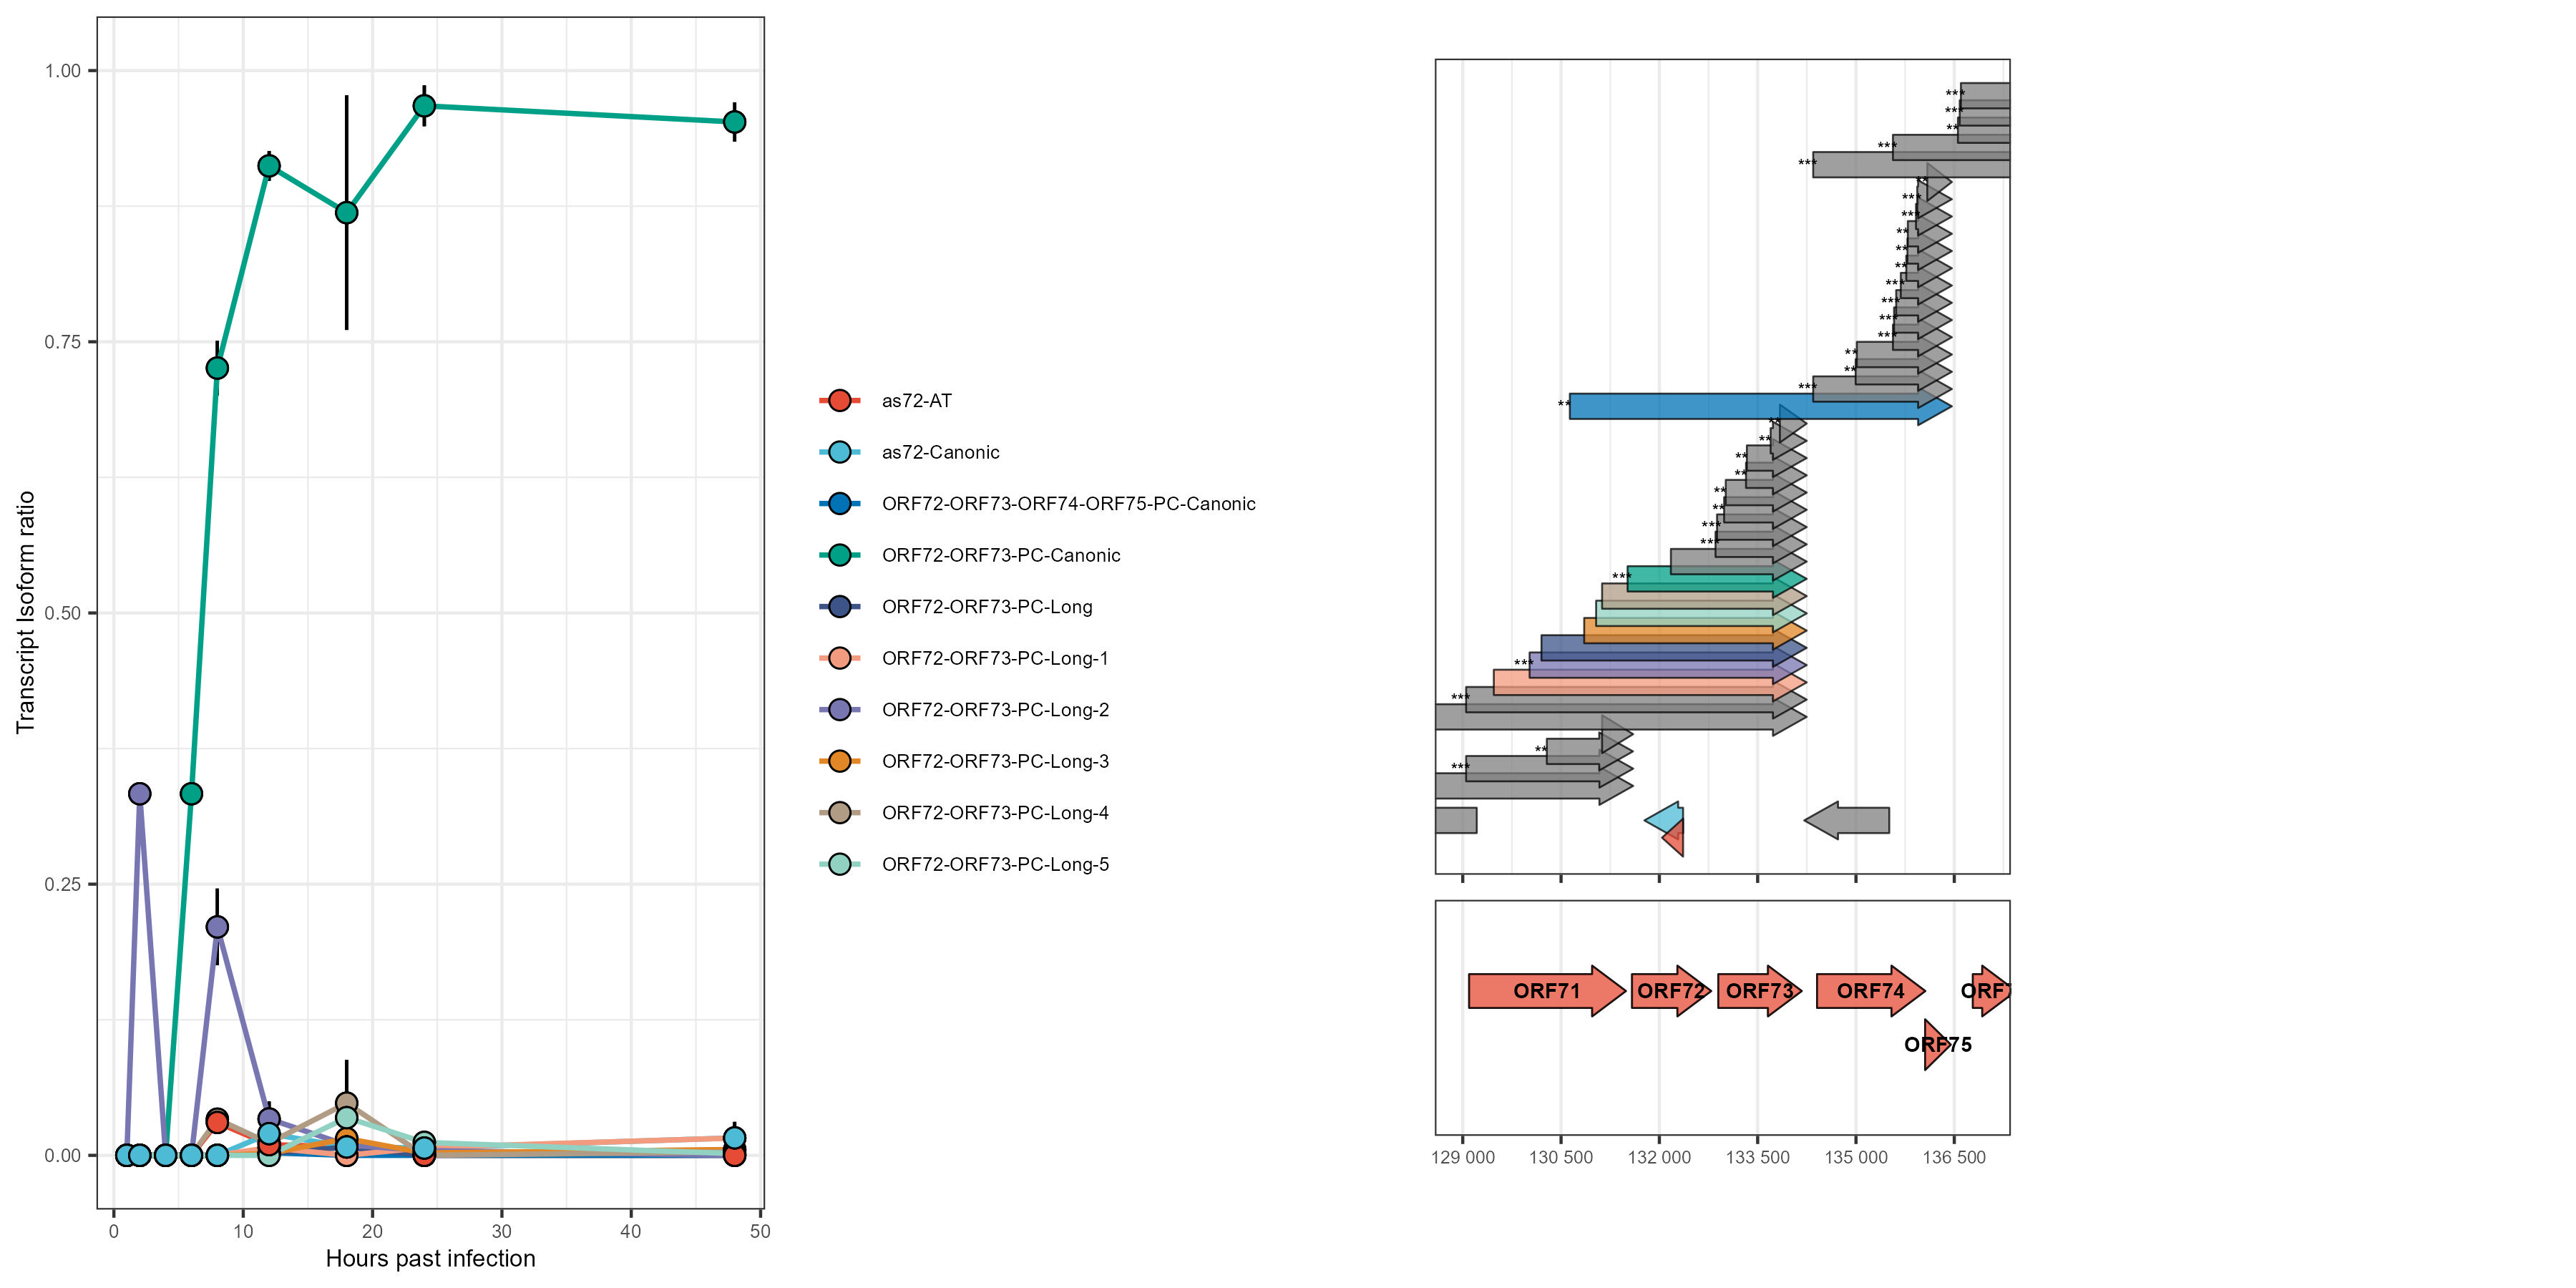 1.00
0.75
0.50
0.25
0.00
Transcript Isoform ratio
0 10 20 30 40 50
Hours past infection
as72-AT
as72-Canonic
ORF72-ORF73-ORF74-ORF75-PC-Canonic
ORF72-ORF73-PC-Canonic
ORF72-ORF73-PC-Long
ORF72-ORF73-PC-Long-1
ORF72-ORF73-PC-Long-2
ORF72-ORF73-PC-Long-3
ORF72-ORF73-PC-Long-4
ORF72-ORF73-PC-Long-5
ORF71 ORF72 ORF73 ORF74
ORF75
129 000 130 500 132 000 133 500 135 000 136 500